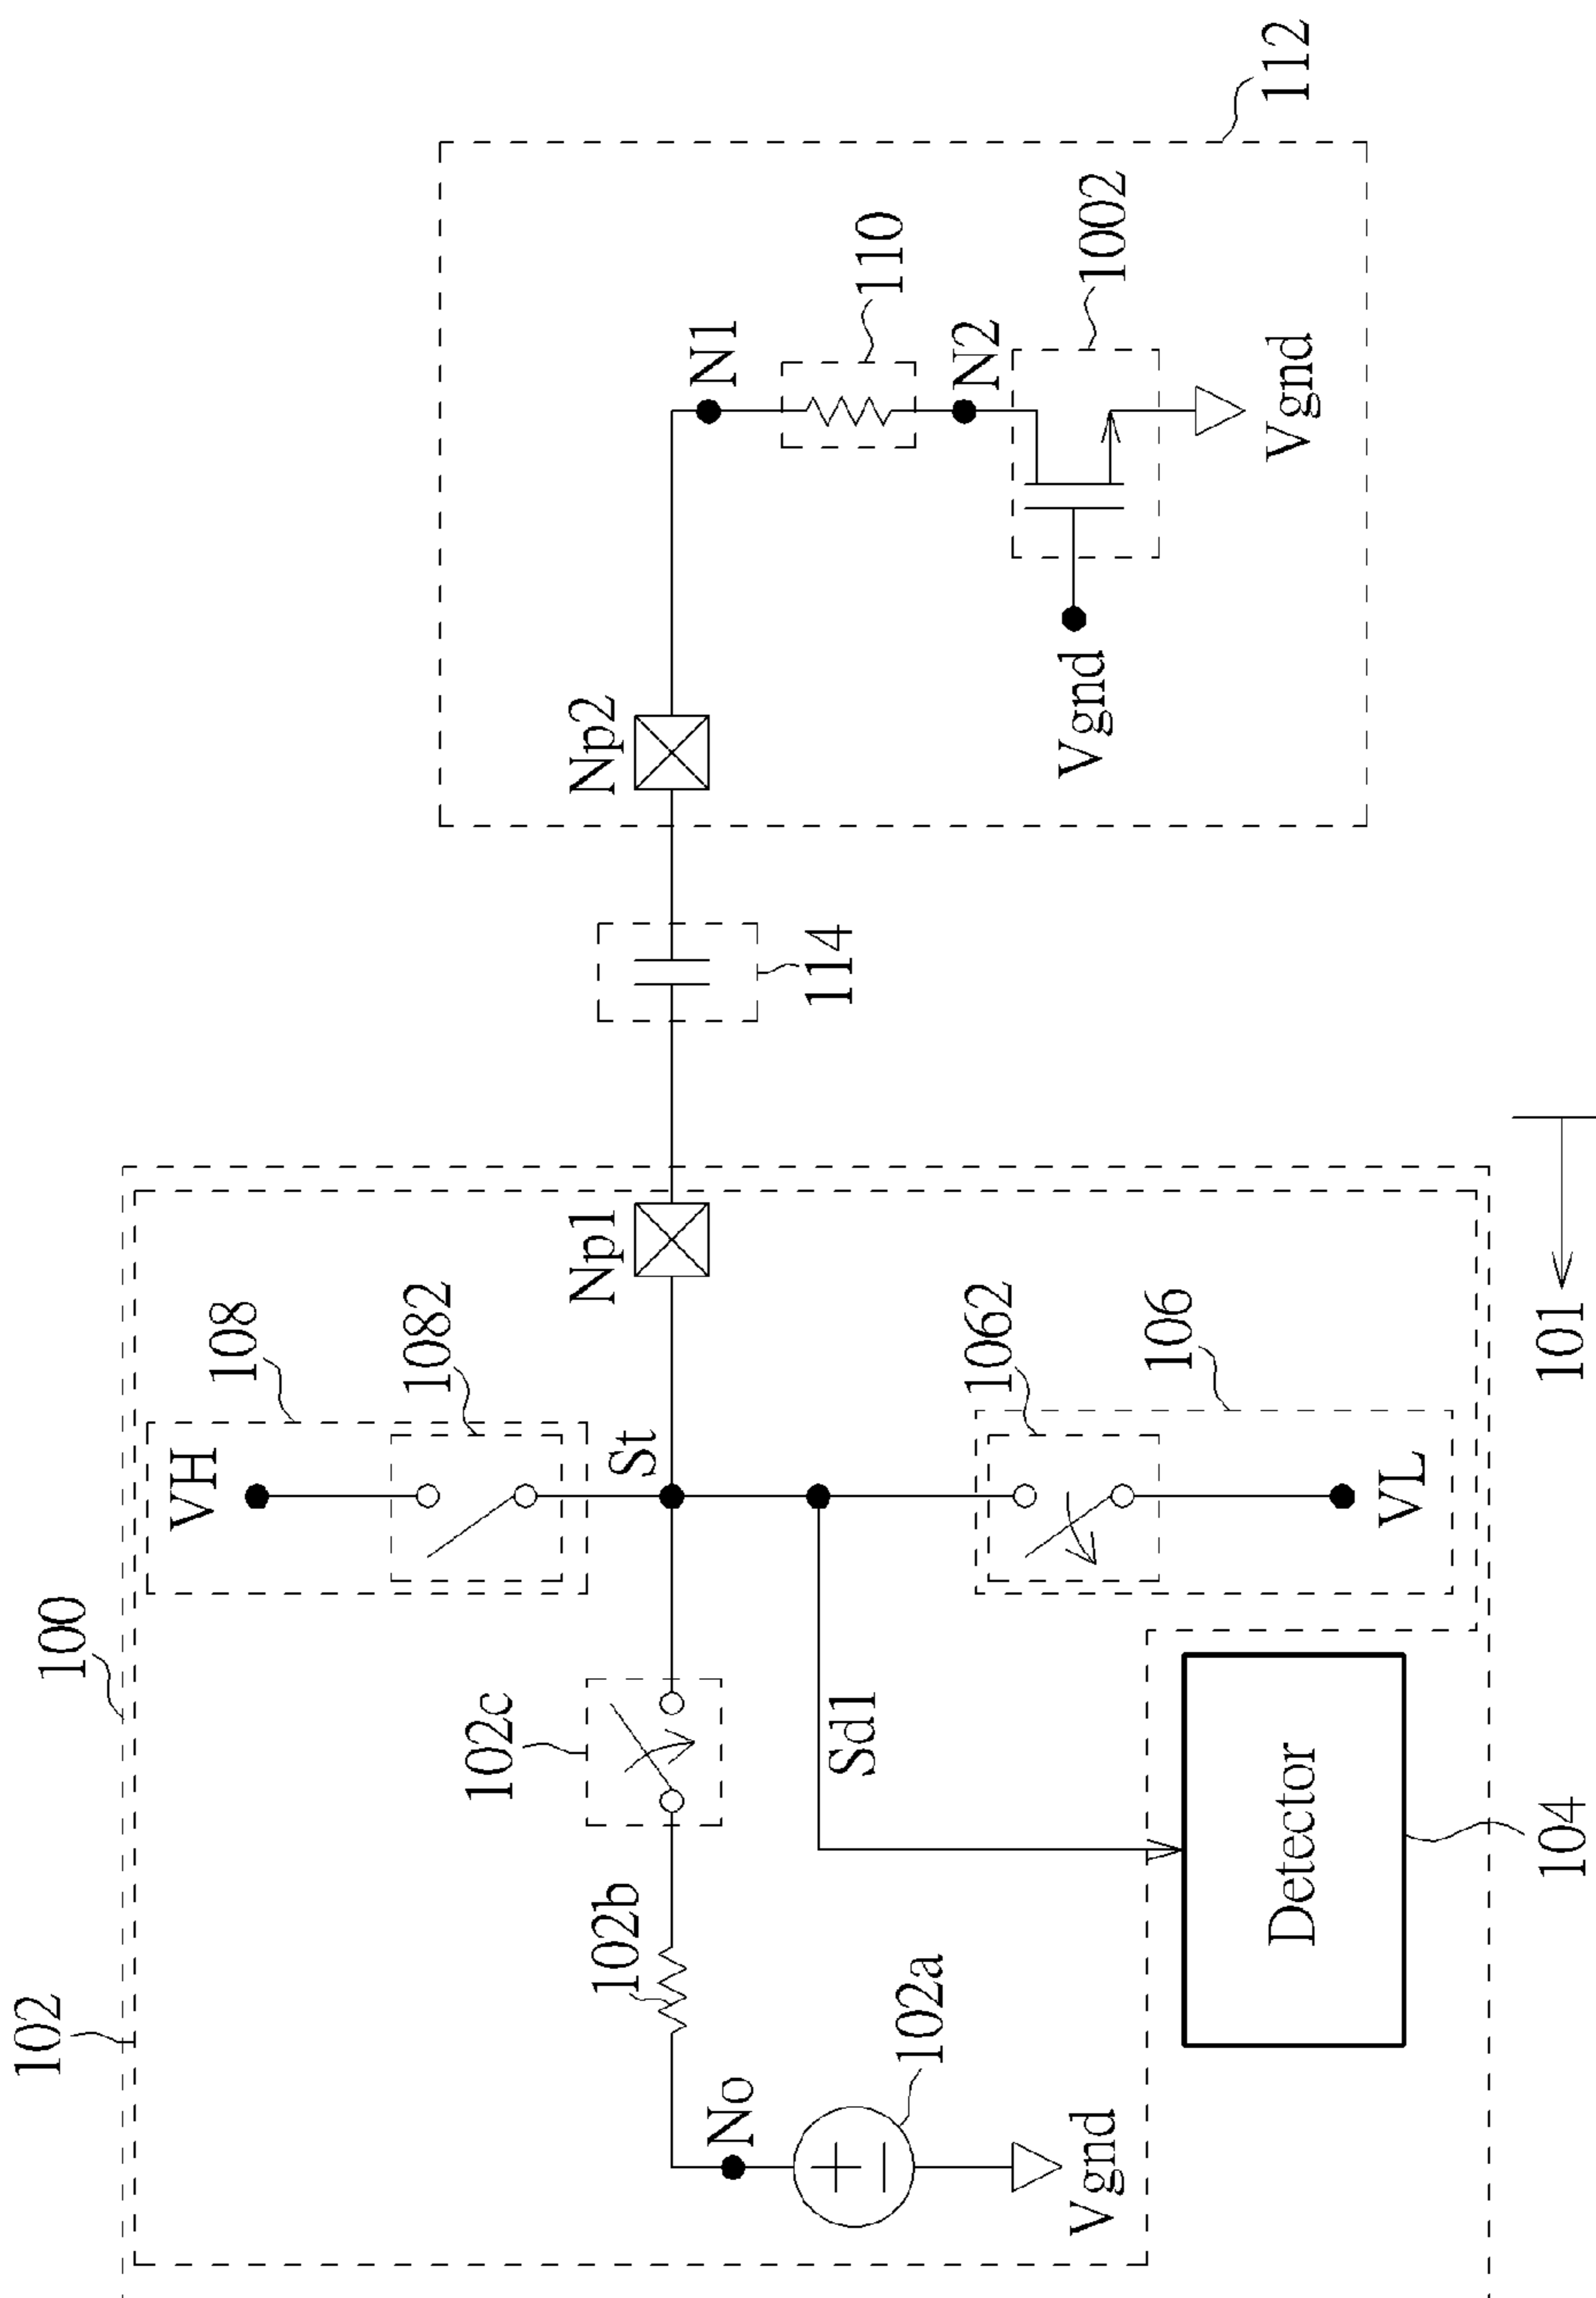 102
100
VH
108
1082
Np1
Np2
112
St
N1
110
102c
102b
No
102a
Vgnd
Sd1
1062
106
VL
114
N2
1002
Vgnd
Vgnd
Detector
104
101